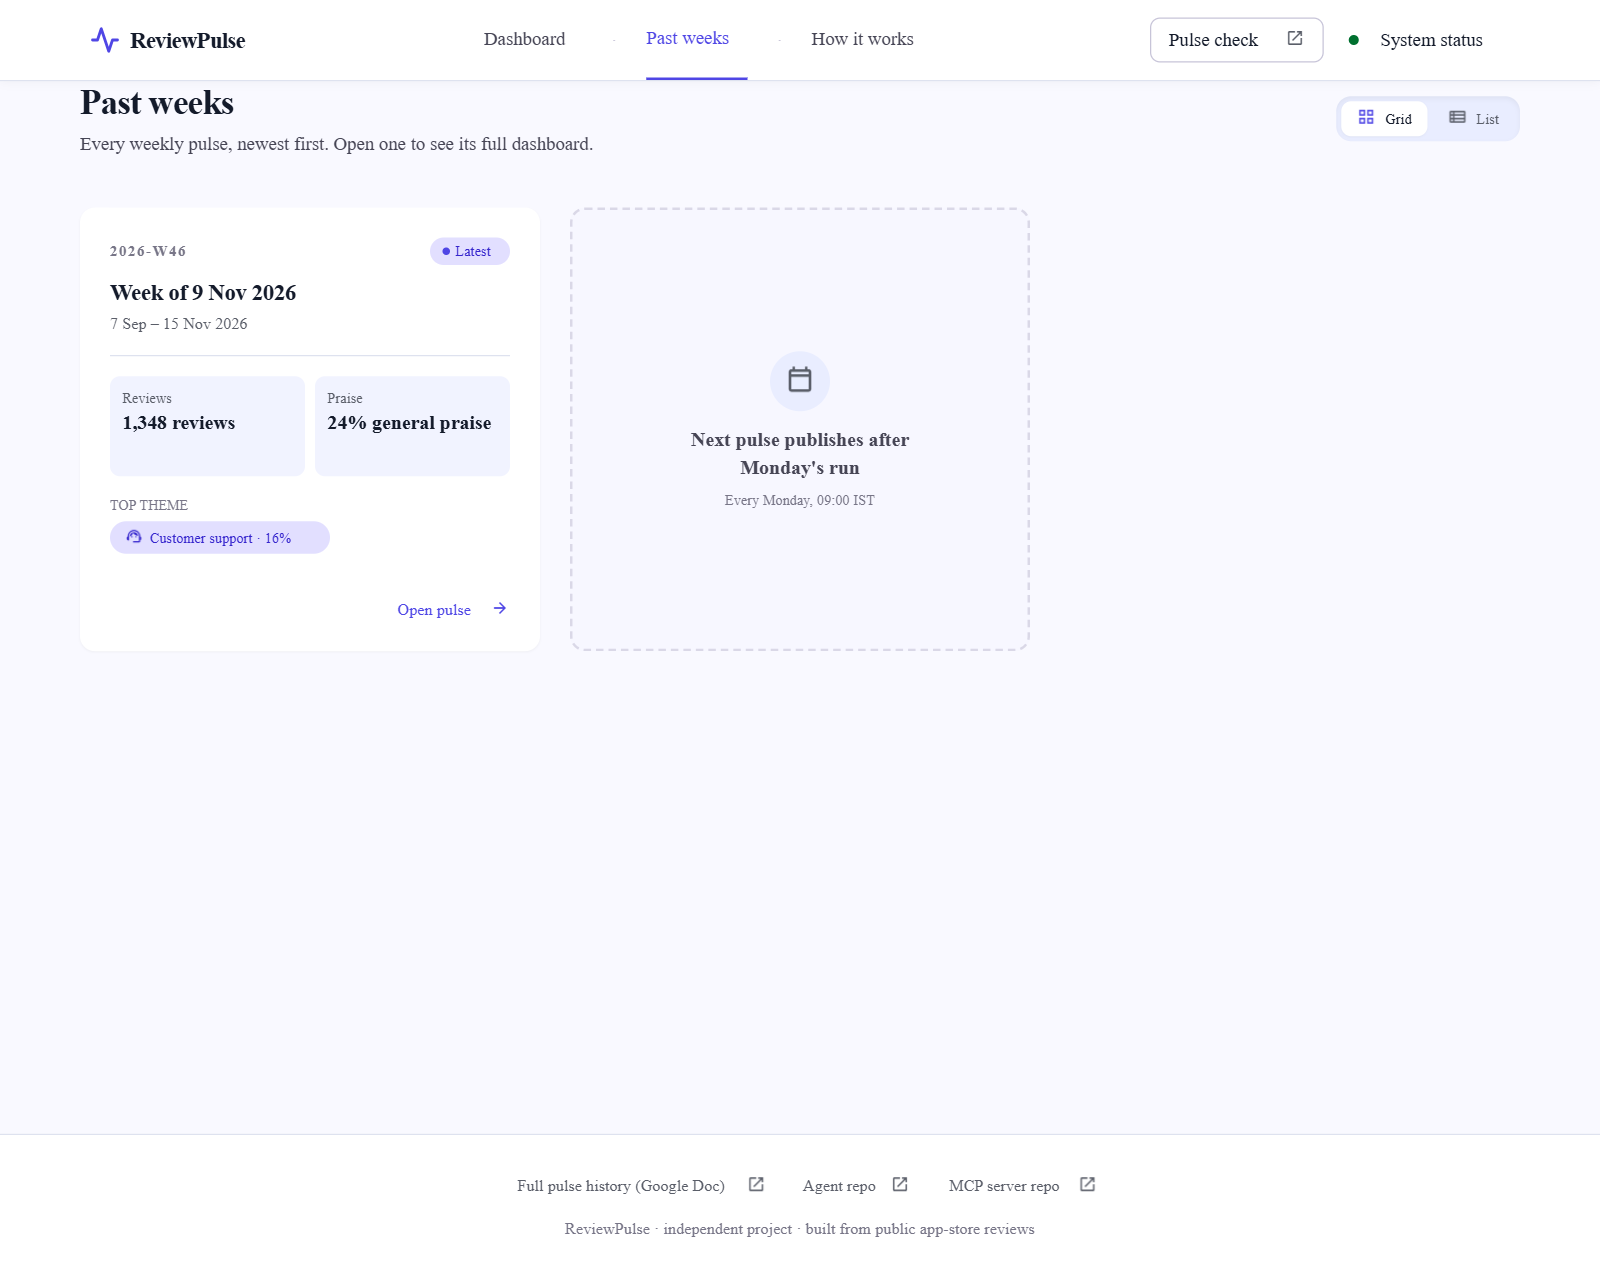 ReviewPulse
Dashboard · Past weeks · How it works
Pulse check
System status
Past weeks
Every weekly pulse, newest first. Open one to see its full dashboard.
Grid
List
2026-W46
Latest
Week of 9 Nov 2026
7 Sep – 15 Nov 2026
Reviews
1,348 reviews
Praise
24% general praise
TOP THEME
Customer support · 16%
Open pulse
Next pulse publishes after
Monday's run
Every Monday, 09:00 IST
Full pulse history (Google Doc)
Agent repo
MCP server repo
ReviewPulse · independent project · built from public app-store reviews